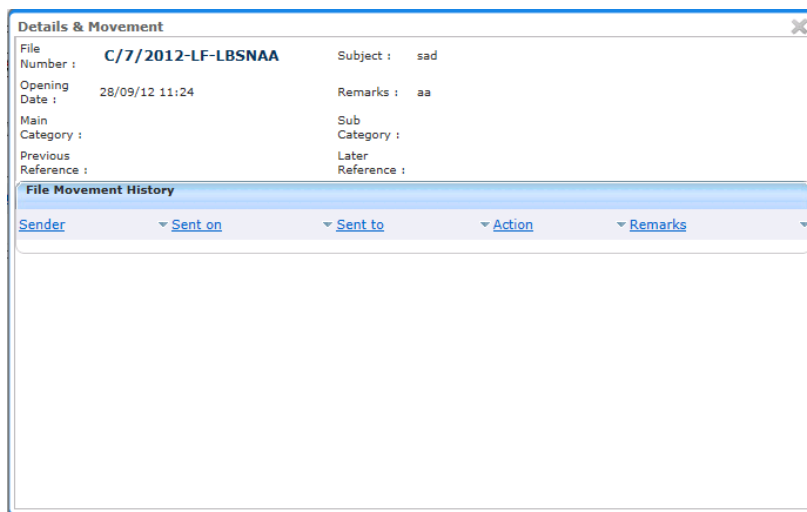 Details & Movement
File Number : C/7/2012-LF-LBSNAA Subject : sad
Opening Date : 28/09/12 11:24 Remarks : aa
Main Category : Sub Category :
Previous Reference : Later Reference :
File Movement History
Sender Sent on Sent to Action Remarks